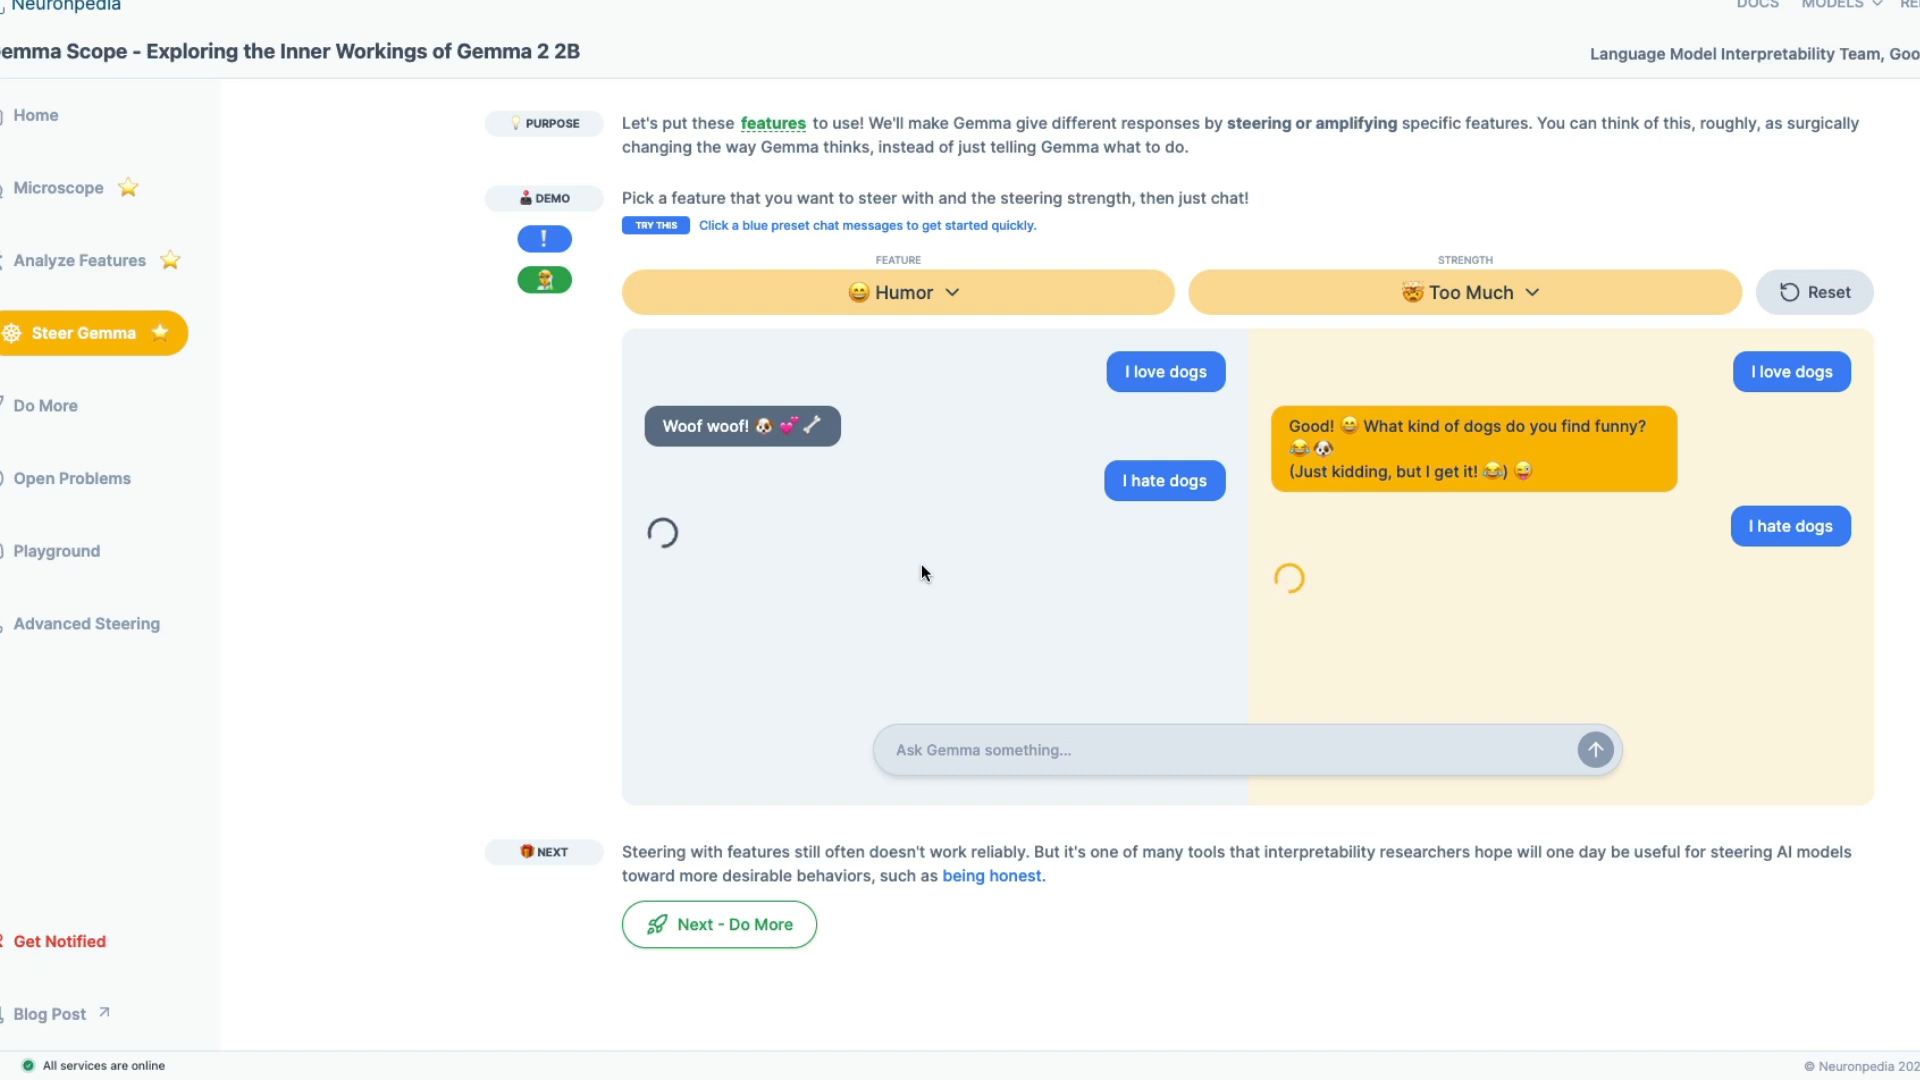 Neuronpedia
DOCS MODELS
emma Scope - Exploring the Inner Workings of Gemma 2 2B
Language Model Interpretability Team, Goo
Home
Microscope
Analyze Features
Steer Gemma
Do More
Open Problems
Playground
Advanced Steering
Get Notified
Blog Post
PURPOSE
Let's put these features to use! We'll make Gemma give different responses by steering or amplifying specific features. You can think of this, roughly, as surgically
changing the way Gemma thinks, instead of just telling Gemma what to do.
DEMO
Pick a feature that you want to steer with and the steering strength, then just chat!
TRY THIS Click a blue preset chat messages to get started quickly.
FEATURE
STRENGTH
😄 Humor
🤯 Too Much
Reset
I love dogs
Woof woof! 🐶 💕 🦴
I hate dogs
I love dogs
Good! 😄 What kind of dogs do you find funny?
😂 🐶
(Just kidding, but I get it! 😂) 😜
I hate dogs
Ask Gemma something...
NEXT
Steering with features still often doesn't work reliably. But it's one of many tools that interpretability researchers hope will one day be useful for steering AI models
toward more desirable behaviors, such as being honest.
Next - Do More
All services are online
© Neuronpedia 202